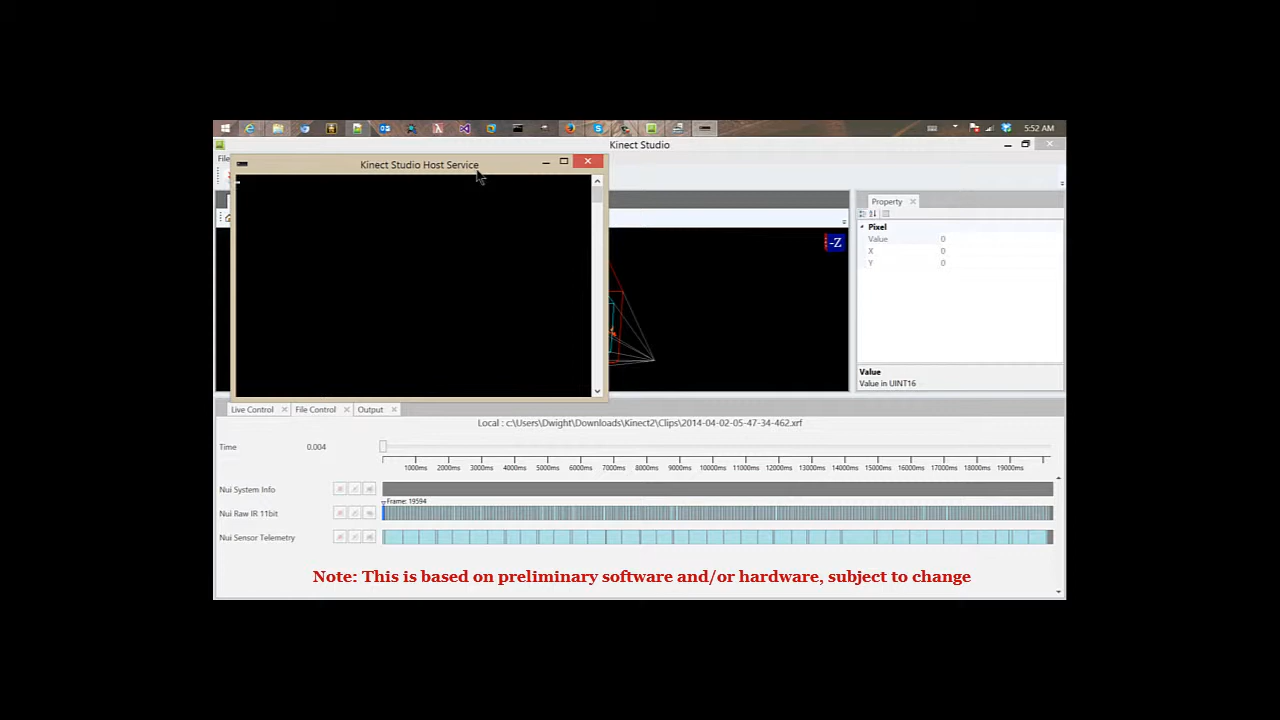 5:52 AM
Kinect Studio
File
Kinect Studio Host Service
-Z
Property
Pixel
Value 0
X 0
Y 0
Value
Value in UINT16
Live Control
File Control
Output
Local : c:\Users\Dwight\Downloads\Kinect2\Clips\2014-04-02-05-47-34-462.xrf
Time 0.004
1000ms 2000ms 3000ms 4000ms 5000ms 6000ms 7000ms 8000ms 9000ms 10000ms 11000ms 12000ms 13000ms 14000ms 15000ms 16000ms 17000ms 18000ms 19000ms
Nui System Info
Frame: 19594
Nui Raw IR 11bit
Nui Sensor Telemetry
Note: This is based on preliminary software and/or hardware, subject to change